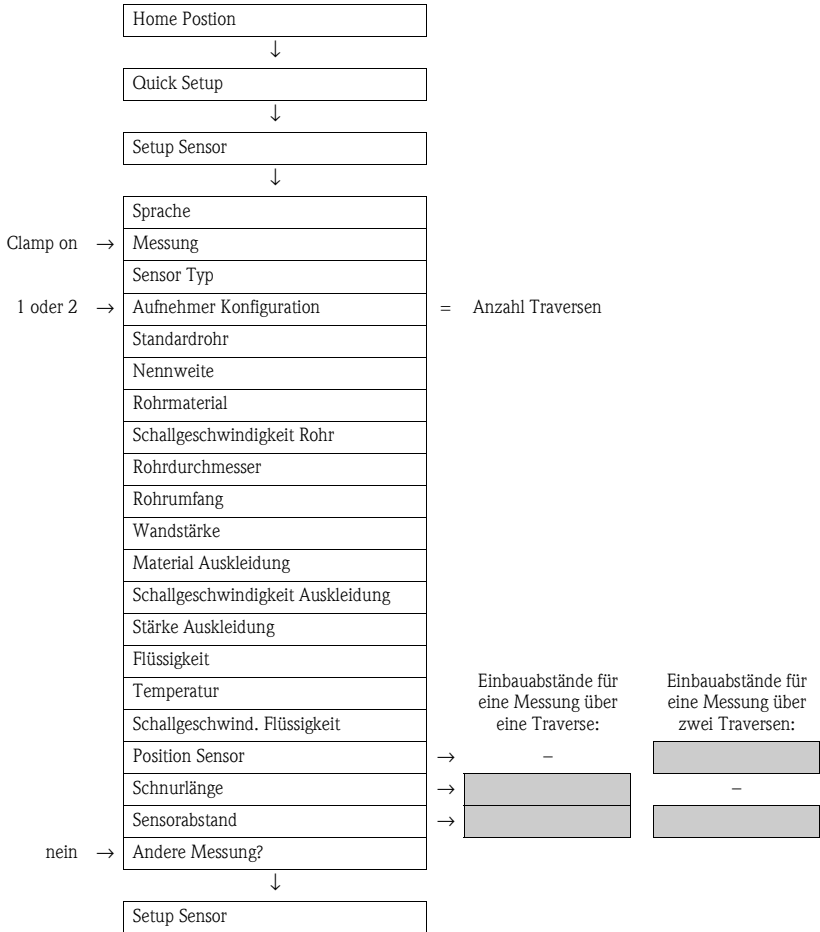 Home Postion
↓
Quick Setup
↓
Setup Sensor
↓
Sprache
Clamp on → Messung
Sensor Typ
1 oder 2 → Aufnehmer Konfiguration = Anzahl Traversen
Standardrohr
Nennweite
Rohrmaterial
Schallgeschwindigkeit Rohr
Rohrdurchmesser
Rohrumfang
Wandstärke
Material Auskleidung
Schallgeschwindigkeit Auskleidung
Stärke Auskleidung
Flüssigkeit
Temperatur
Schallgeschwind. Flüssigkeit
Einbauabstände für
eine Messung über
eine Traverse:
Einbauabstände für
eine Messung über
zwei Traversen:
Position Sensor → –
Schnurlänge → –
Sensorabstand →
nein → Andere Messung?
↓
Setup Sensor